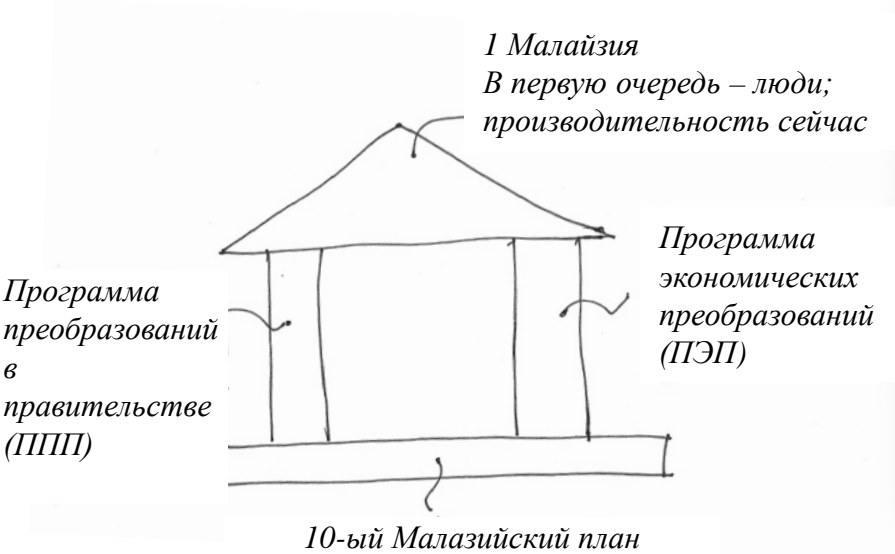 1 Малайзия
В первую очередь – люди;
производительность сейчас
Программа
преобразований
в
правительстве
(ППП)
Программа
экономических
преобразований
(ПЭП)
10-ый Малазийский план